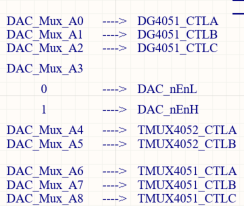 DAC_Mux_A0 ----> DG4051_CTLA
DAC_Mux_A1 ----> DG4051_CTLB
DAC_Mux_A2 ----> DG4051_CTLC
DAC_Mux_A3
0 ----> DAC_nEnL
1 ----> DAC_nEnH
DAC_Mux_A4 ----> TMUX4052_CTLA
DAC_Mux_A5 ----> TMUX4052_CTLB
DAC_Mux_A6 ----> TMUX4051_CTLA
DAC_Mux_A7 ----> TMUX4051_CTLB
DAC_Mux_A8 ----> TMUX4051_CTLC